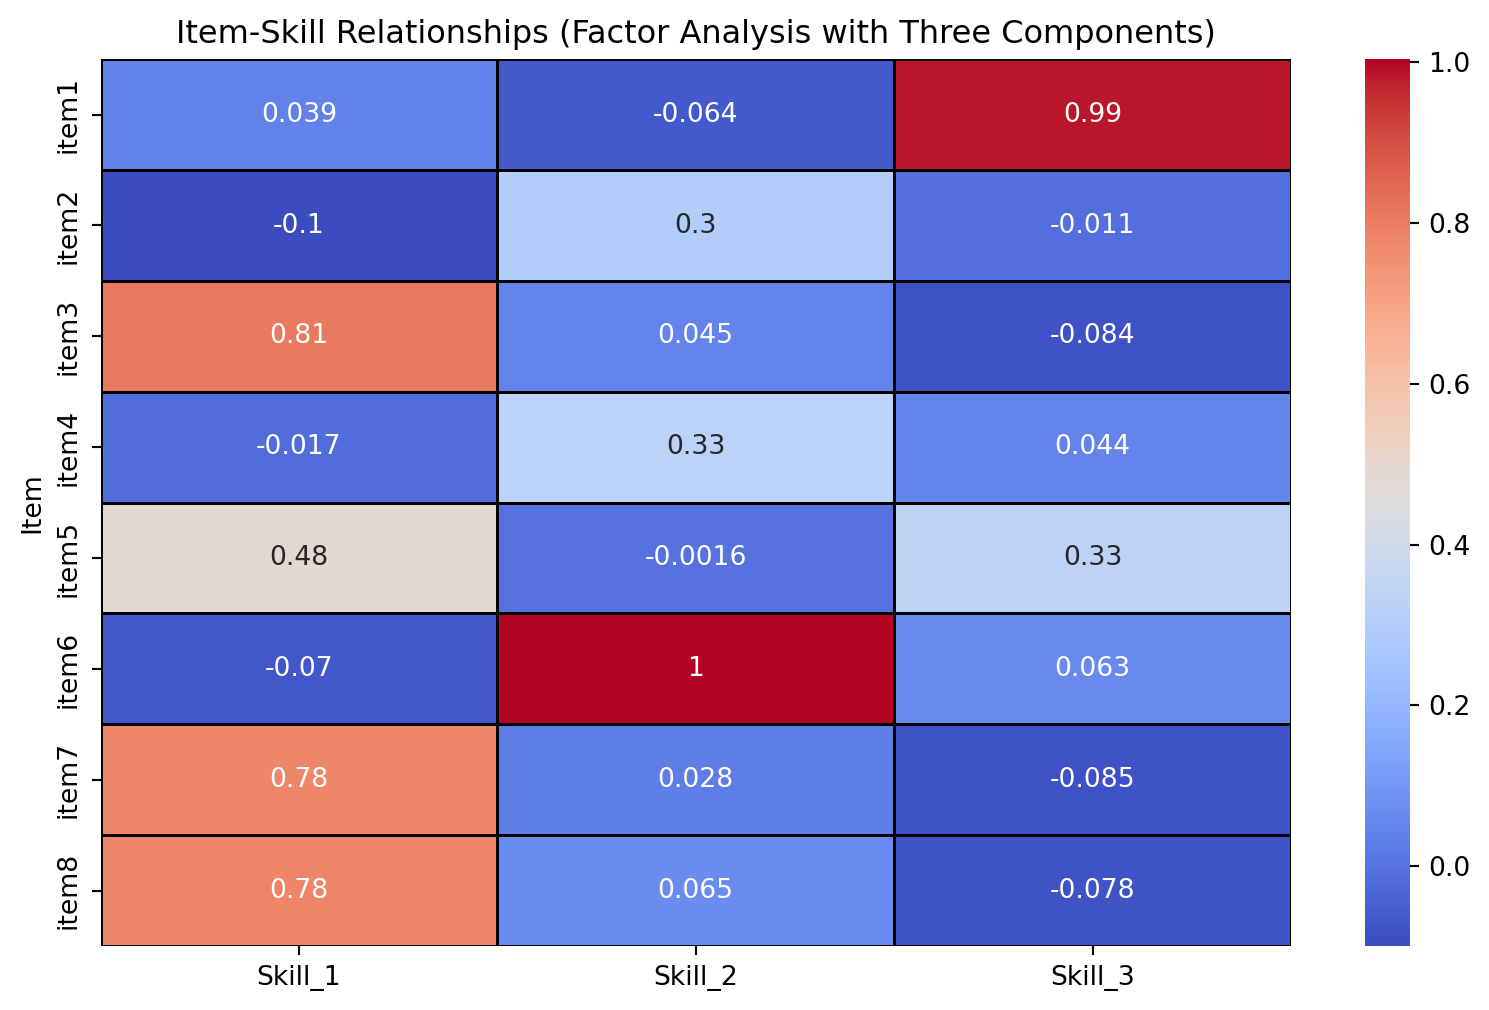 Item-Skill Relationships (Factor Analysis with Three Components)
Item
item1 0.039 -0.064 0.99
item2 -0.1 0.3 -0.011
item3 0.81 0.045 -0.084
item4 -0.017 0.33 0.044
item5 0.48 -0.0016 0.33
item6 -0.07 1 0.063
item7 0.78 0.028 -0.085
item8 0.78 0.065 -0.078
Skill_1 Skill_2 Skill_3
1.0
0.8
0.6
0.4
0.2
0.0